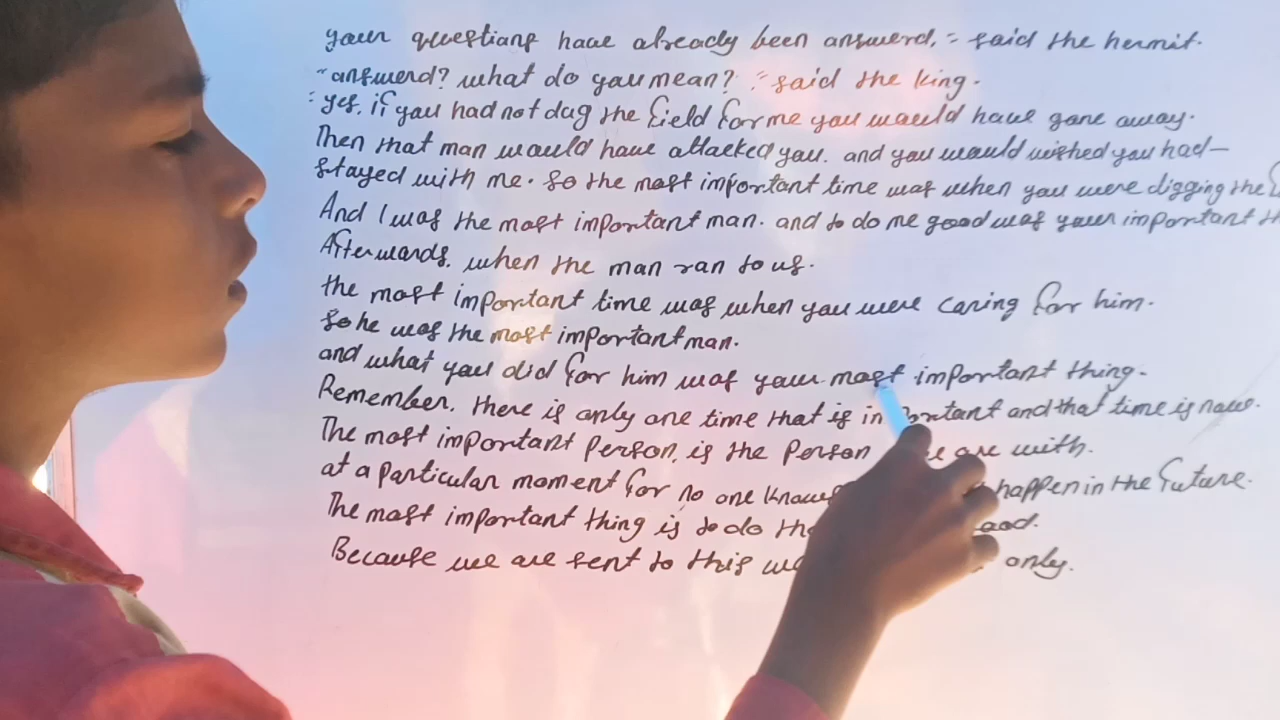 your questions have already been answerd," said the hermit.
"answerd? what do you mean? "said the king.
"yes, if you had not dug the field for me you would have gone away.
Then that man would have attacked you. and you would wished you had—
stayed with me. so the most important time was when you were digging the
And I was the most important man. and to do me good was your important
Afterwards. when the man ran to us.
the most important time was when you were caring for him.
So he was the most important man.
and what you did for him was your most important thing.
Remember, there is only one time that is important and that time is now.
The most important Person, is the Person are with.
at a particular moment for no one knows happen in the future.
The most important thing is to do
Because we are sent to this only.